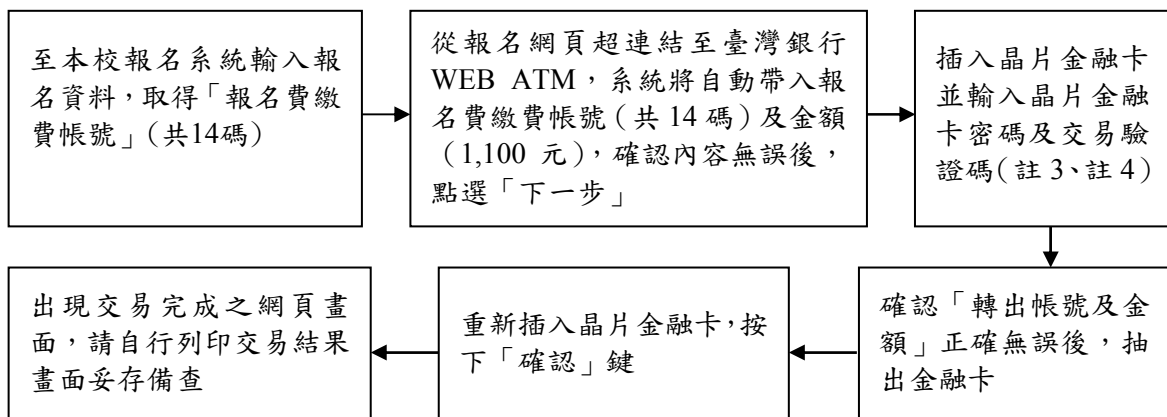 至本校報名系統輸入報
名資料，取得「報名費繳
費帳號」（共14碼）
從報名網頁超連結至臺灣銀行
WEB ATM，系統將自動帶入報
名費繳費帳號（共 14 碼）及金額
（1,100 元），確認內容無誤後，
點選「下一步」
插入晶片金融卡
並輸入晶片金融
卡密碼及交易驗
證碼（註 3、註 4）
確認「轉出帳號及金
額」正確無誤後，抽
出金融卡
重新插入晶片金融卡，按
下「確認」鍵
出現交易完成之網頁畫
面，請自行列印交易結果
畫面妥存備查